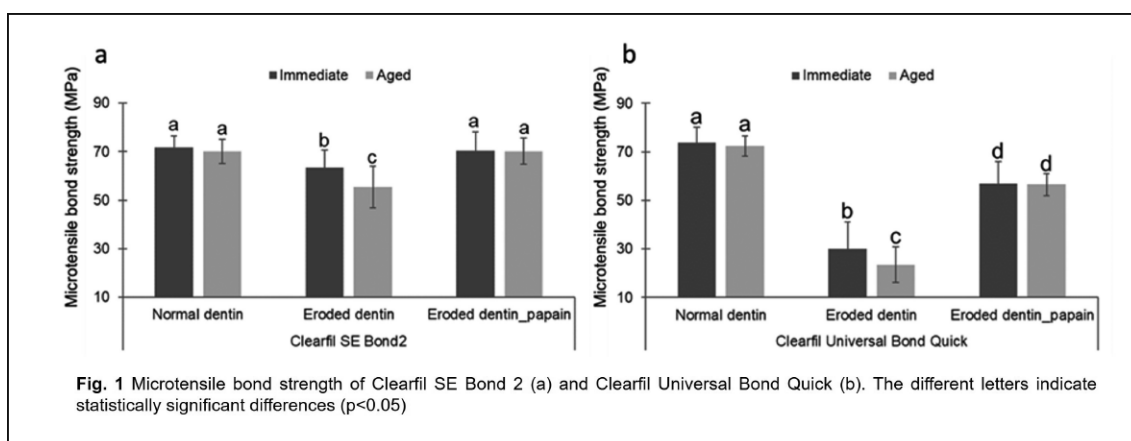 a
■Immediate ■Aged
Microtensile bond strength (MPa)
90
70
50
30
10
a a b c a a
Normal dentin Eroded dentin Eroded dentin_papain
Clearfil SE Bond2
b
■Immediate ■Aged
Microtensile bond strength (MPa)
90
70
50
30
10
a a b c d d
Normal dentin Eroded dentin Eroded dentin_papain
Clearfil Universal Bond Quick
Fig. 1 Microtensile bond strength of Clearfil SE Bond 2 (a) and Clearfil Universal Bond Quick (b). The different letters indicate
statistically significant differences (p<0.05)